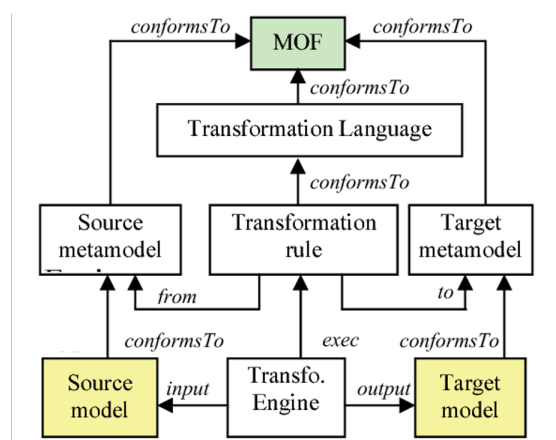 conformsTo
MOF
conformsTo
conformsTo
Transformation Language
conformsTo
Source
metamodel
Transformation
rule
Target
metamodel
from
to
conformsTo
exec
conformsTo
Source
model
input
Transfo.
Engine
output
Target
model